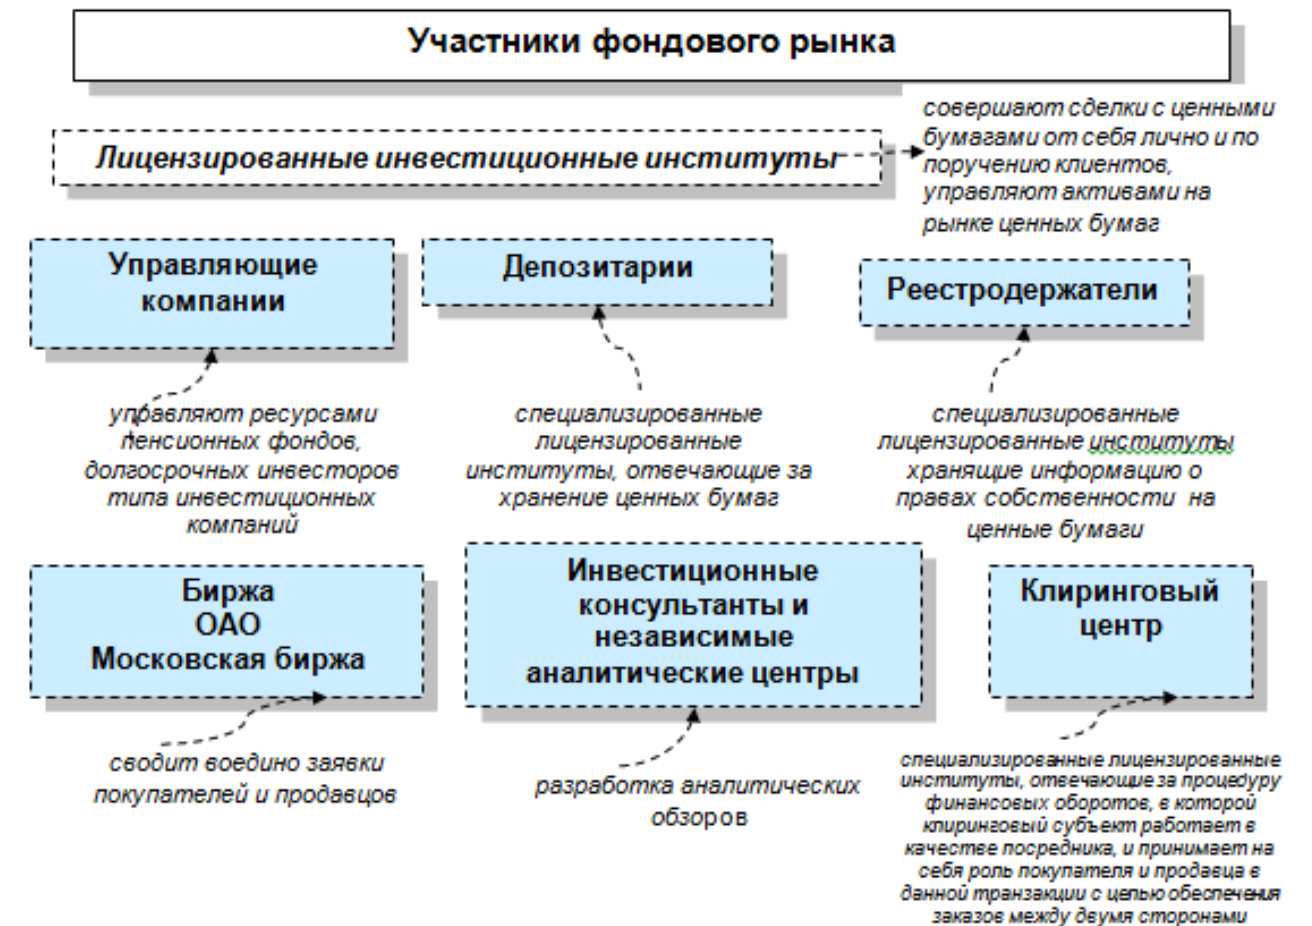 Участники фондового рынка
Лицензированные инвестиционные институты
совершают сделки с ценными
бумагами от себя лично и по
поручению клиентов,
управляют активами на
рынке ценных бумаг
Управляющие
компании
управляют ресурсами
пенсионных фондов,
долгосрочных инвесторов
типа инвестиционных
компаний
Депозитарии
специализированные
лицензированные
институты, отвечающие за
хранение ценных бумаг
Реестродержатели
специализированные
лицензированные институты
хранящие информацию о
правах собственности на
ценные бумаги
Биржа
ОАО
Московская биржа
сводит воедино заявки
покупателей и продавцов
Инвестиционные
консультанты и
независимые
аналитические центры
разработка аналитических
обзоров
Клиринговый
центр
специализированные лицензированные
институты, отвечающие за процедуру
финансовых оборотов, в которой
клиринговый субъект работает в
качестве посредника, и принимает на
себя роль покупателя и продавца в
данной транзакции с целью обеспечения
заказов между двумя сторонами